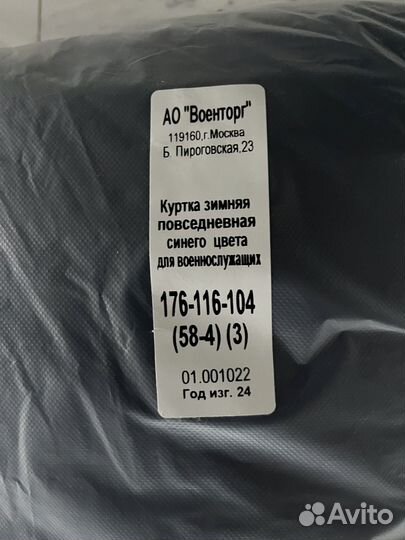 АО "Военторг"
119160,г.Москва
Б. Пироговская,23
Куртка зимняя
повседневная
синего цвета
для военнослужащих
176-116-104
(58-4) (3)
01.001022
Год изг. 24
Avito